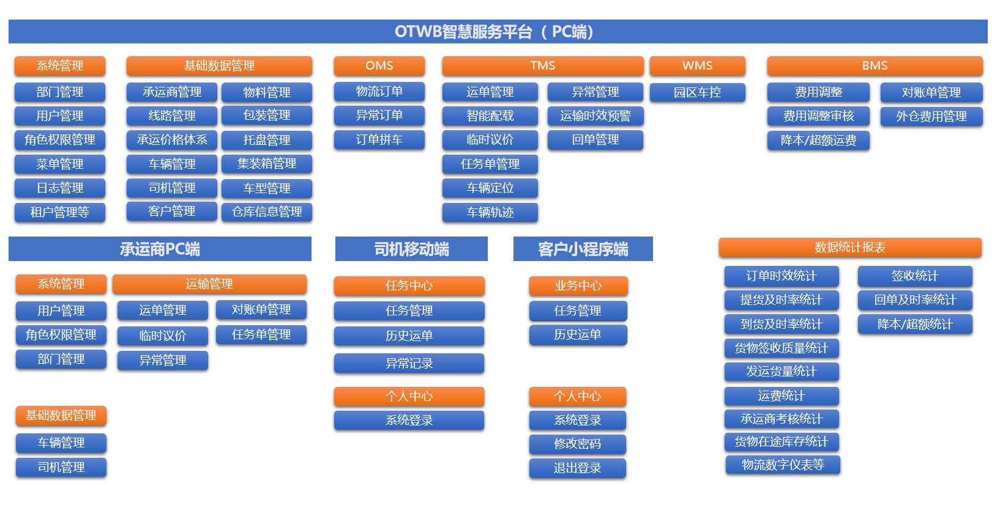 OTWB智慧服务平台（ PC端）
系统管理
部门管理
用户管理
角色权限管理
菜单管理
日志管理
租户管理等
基础数据管理
承运商管理
线路管理
承运价格体系
车辆管理
司机管理
客户管理
物料管理
包装管理
托盘管理
集装箱管理
车型管理
仓库信息管理
OMS
物流订单
异常订单
订单拼车
TMS
运单管理
智能配载
临时议价
任务单管理
车辆定位
车辆轨迹
异常管理
运输时效预警
回单管理
WMS
园区车控
BMS
费用调整
费用调整审核
降本/超额运费
对账单管理
外仓费用管理
承运商PC端
系统管理
用户管理
角色权限管理
部门管理
运输管理
运单管理
临时议价
异常管理
对账单管理
任务单管理
基础数据管理
车辆管理
司机管理
司机移动端
任务中心
任务管理
历史运单
异常记录
个人中心
系统登录
客户小程序端
业务中心
任务管理
历史运单
个人中心
系统登录
修改密码
退出登录
数据统计报表
订单时效统计
提货及时率统计
到货及时率统计
货物签收质量统计
发运货量统计
运费统计
承运商考核统计
货物在途库存统计
物流数字仪表等
签收统计
回单及时率统计
降本/超额统计